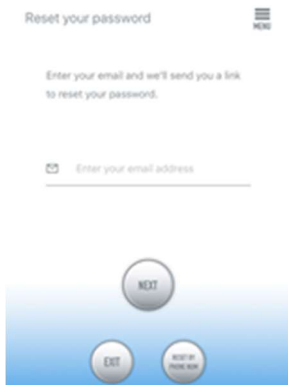 Reset your password
MENU
Enter your email and we'll send you a link
to reset your password.
Enter your email address
NEXT
EXIT
RESET BY
PHONE NUM